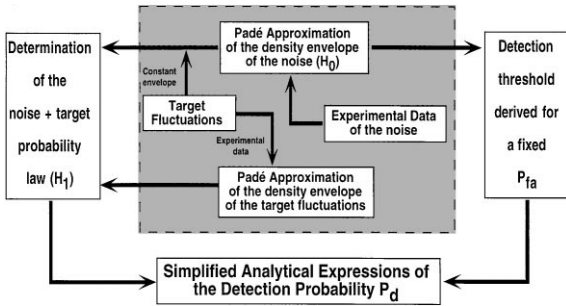 Determination
of the
noise + target
probability
law (H1)
Padé Approximation
of the density envelope
of the noise (H0)
Constant
envelope
Target
Fluctuations
Experimental Data
of the noise
Experimental
data
Padé Approximation
of the density envelope
of the target fluctuations
Detection
threshold
derived for
a fixed
Pfa
Simplified Analytical Expressions of
the Detection Probability Pd